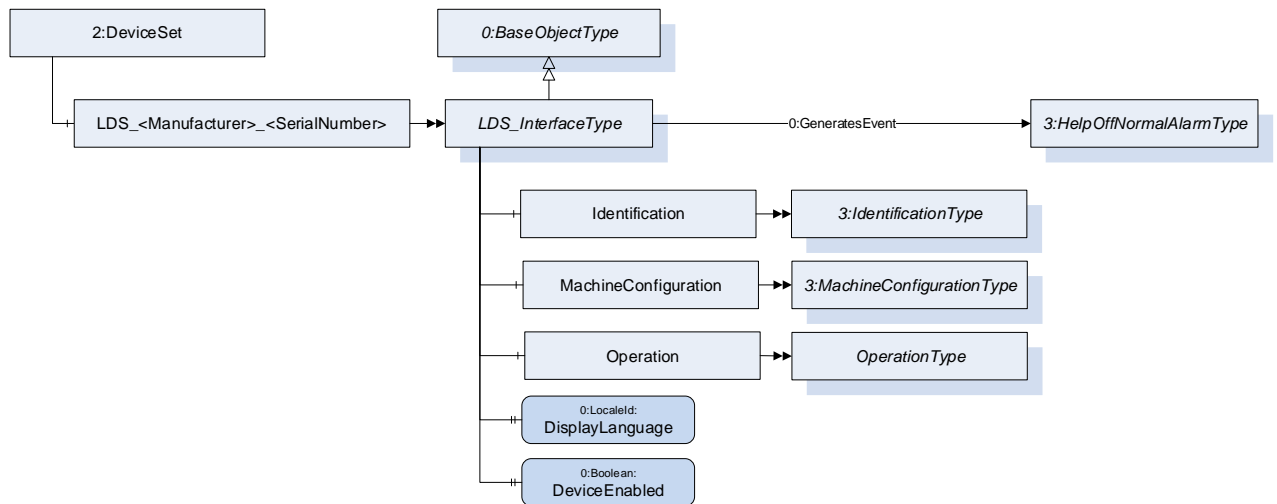 2:DeviceSet
0:BaseObjectType
LDS_<Manufacturer>_<SerialNumber>
LDS_InterfaceType
0:GeneratesEvent
3:HelpOffNormalAlarmType
Identification
3:IdentificationType
MachineConfiguration
3:MachineConfigurationType
Operation
OperationType
0:LocaleId:
DisplayLanguage
0:Boolean:
DeviceEnabled